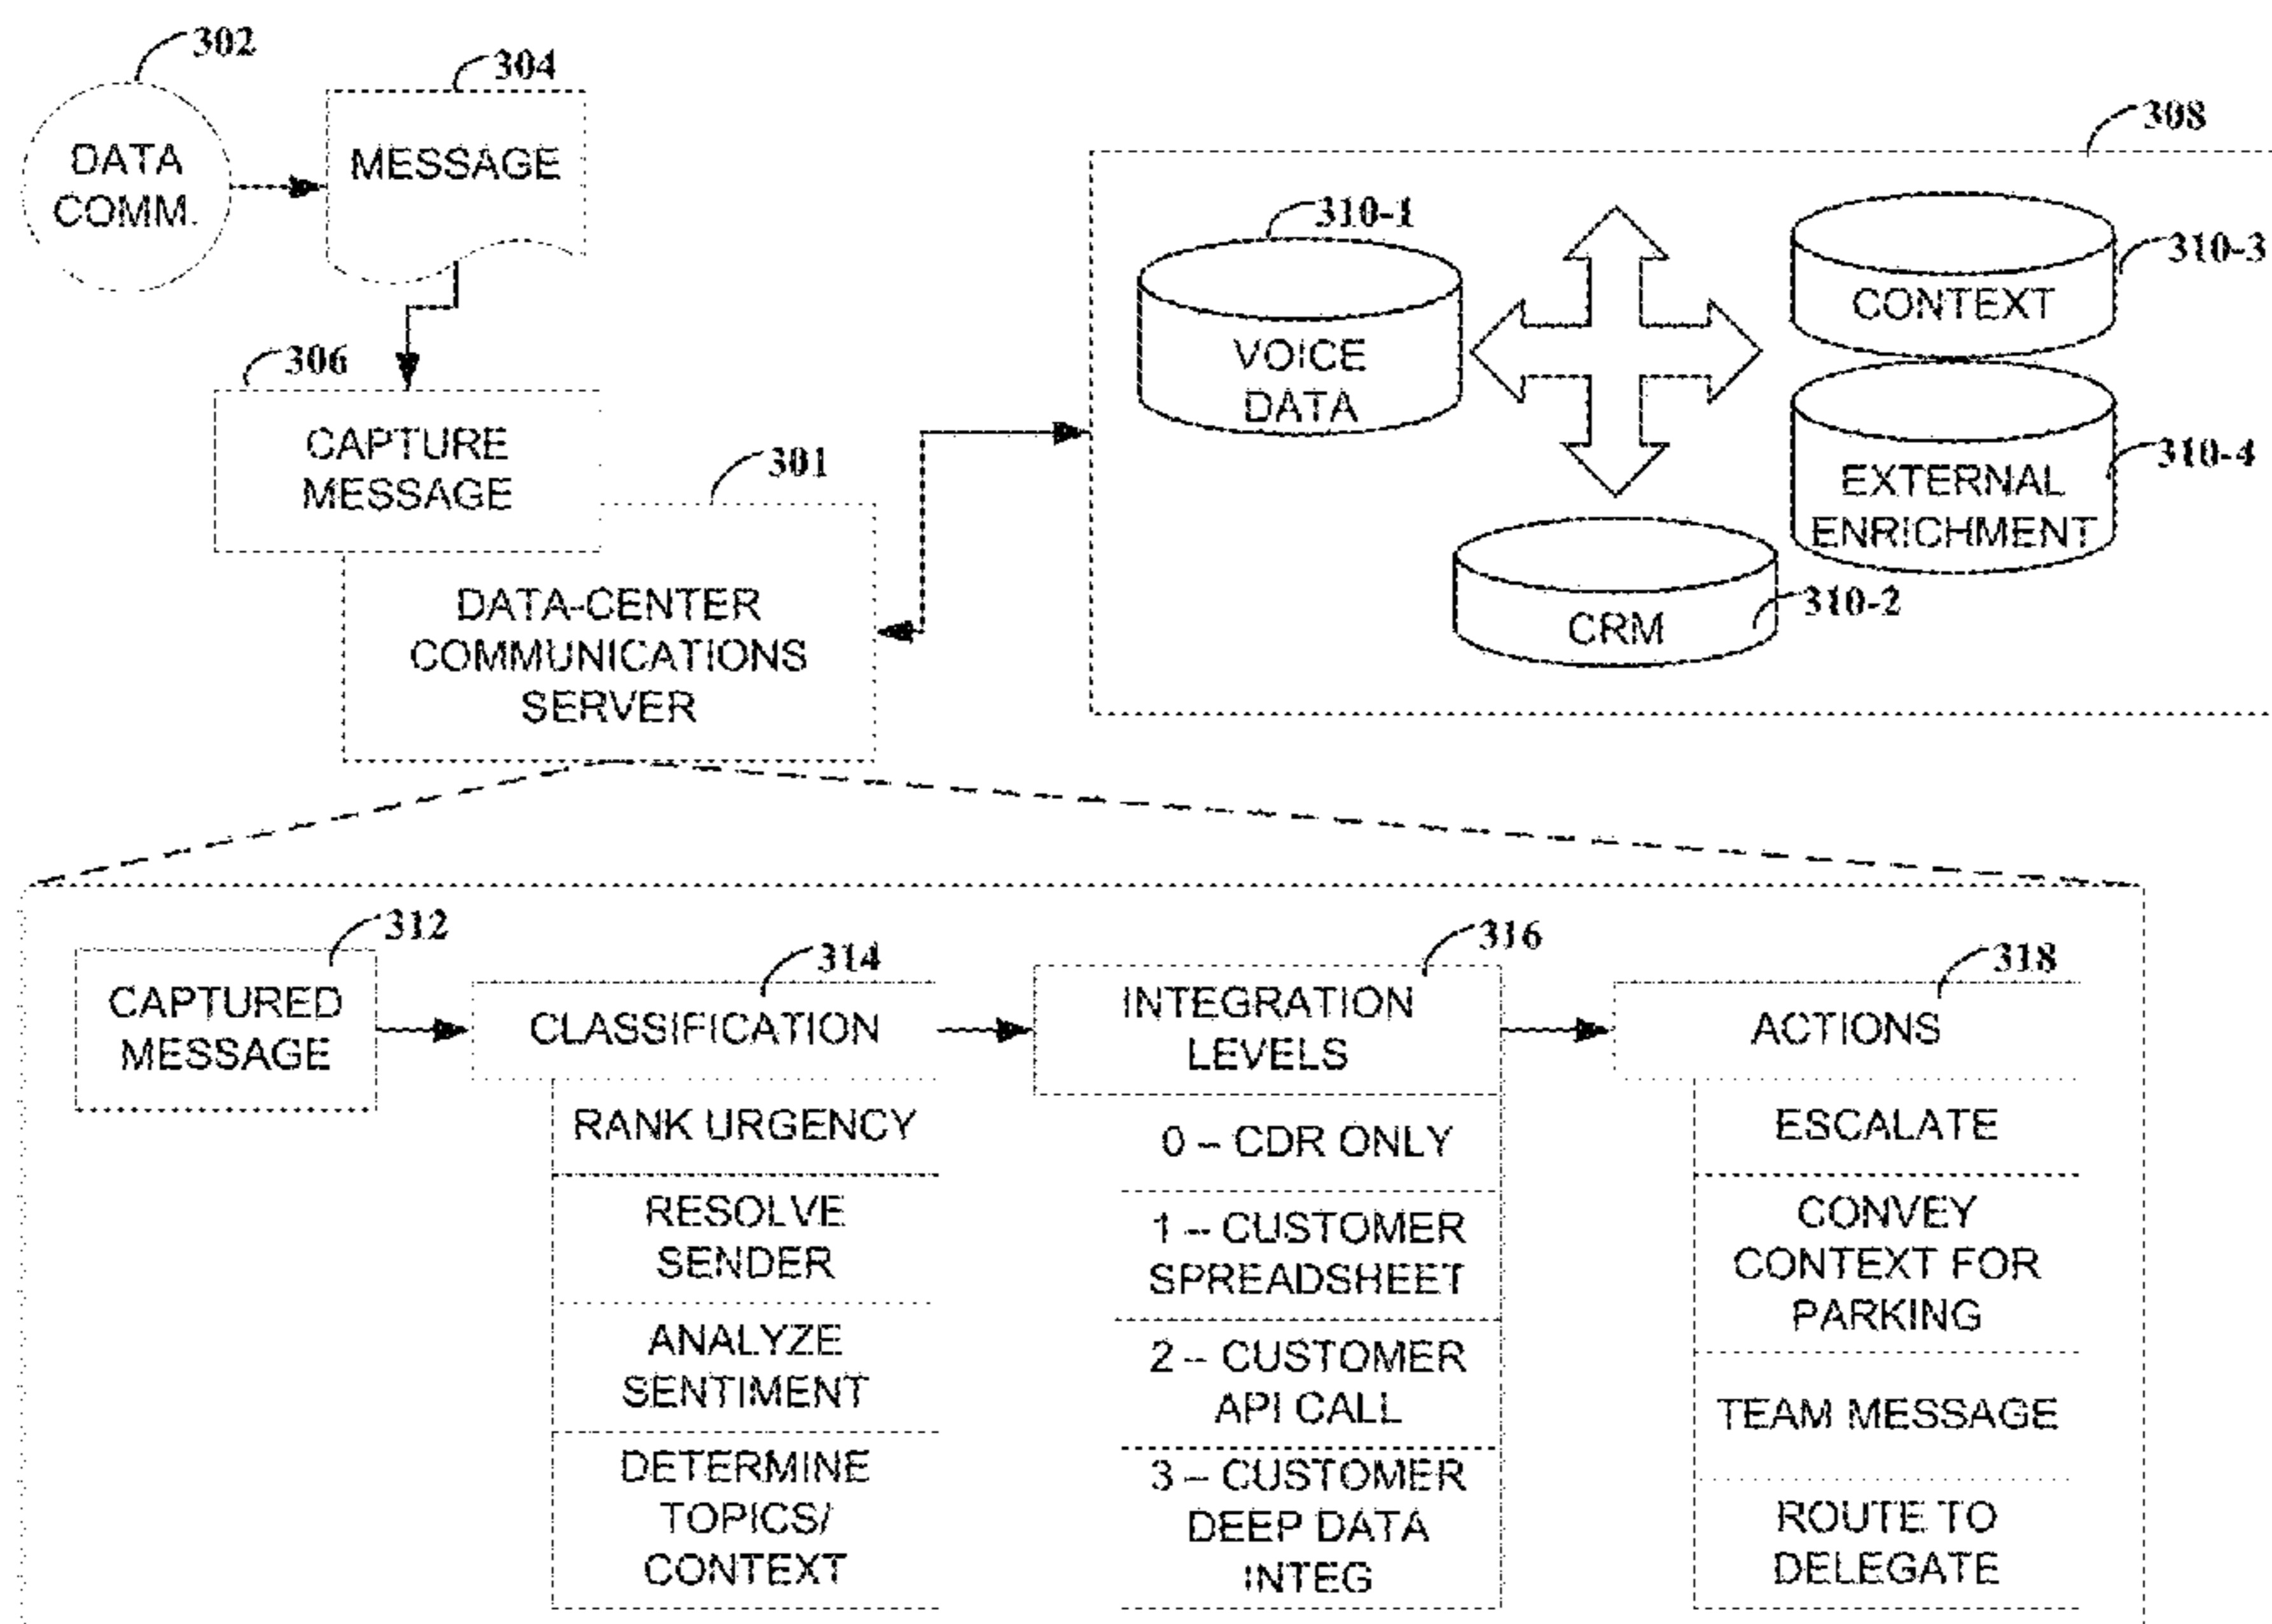 302
DATA
COMM.
304
MESSAGE
306
CAPTURE
MESSAGE
301
DATA-CENTER
COMMUNICATIONS
SERVER
308
310-1
VOICE
DATA
310-3
CONTEXT
310-4
EXTERNAL
ENRICHMENT
310-2
CRM
312
CAPTURED
MESSAGE
314
CLASSIFICATION
RANK URGENCY
RESOLVE
SENDER
ANALYZE
SENTIMENT
DETERMINE
TOPICS/
CONTEXT
316
INTEGRATION
LEVELS
0 – CDR ONLY
1 – CUSTOMER
SPREADSHEET
2 – CUSTOMER
API CALL
3 – CUSTOMER
DEEP DATA
INTEG
318
ACTIONS
ESCALATE
CONVEY
CONTEXT FOR
PARKING
TEAM MESSAGE
ROUTE TO
DELEGATE